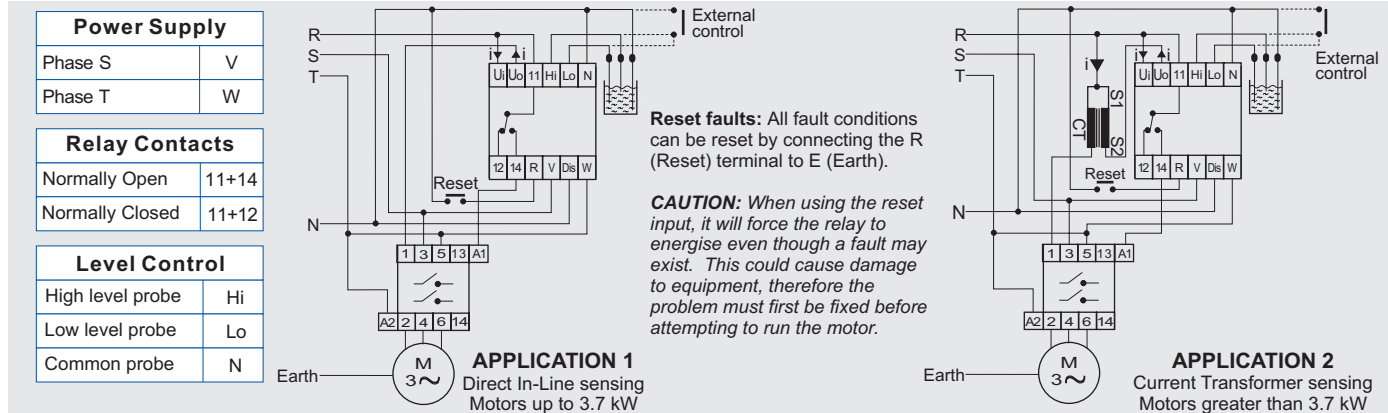 Power Supply
Phase S V
Phase T W
Relay Contacts
Normally Open 11+14
Normally Closed 11+12
Level Control
High level probe Hi
Low level probe Lo
Common probe N
R
S
T
i i
Ui Uo 11 Hi Lo N
External
control
12 14 R V Dis W
Reset
N
1 3 5 13 A1
A2 2 4 6 14
M
3~
Earth
APPLICATION 1
Direct In-Line sensing
Motors up to 3.7 kW
Reset faults: All fault conditions
can be reset by connecting the R
(Reset) terminal to E (Earth).
CAUTION: When using the reset
input, it will force the relay to
energise even though a fault may
exist. This could cause damage
to equipment, therefore the
problem must first be fixed before
attempting to run the motor.
R
S
T
i i i
Ui Uo 11 Hi Lo N
External
control
S1
CT
S2
12 14 R V Dis W
Reset
N
1 3 5 13 A1
A2 2 4 6 14
M
3~
Earth
APPLICATION 2
Current Transformer sensing
Motors greater than 3.7 kW